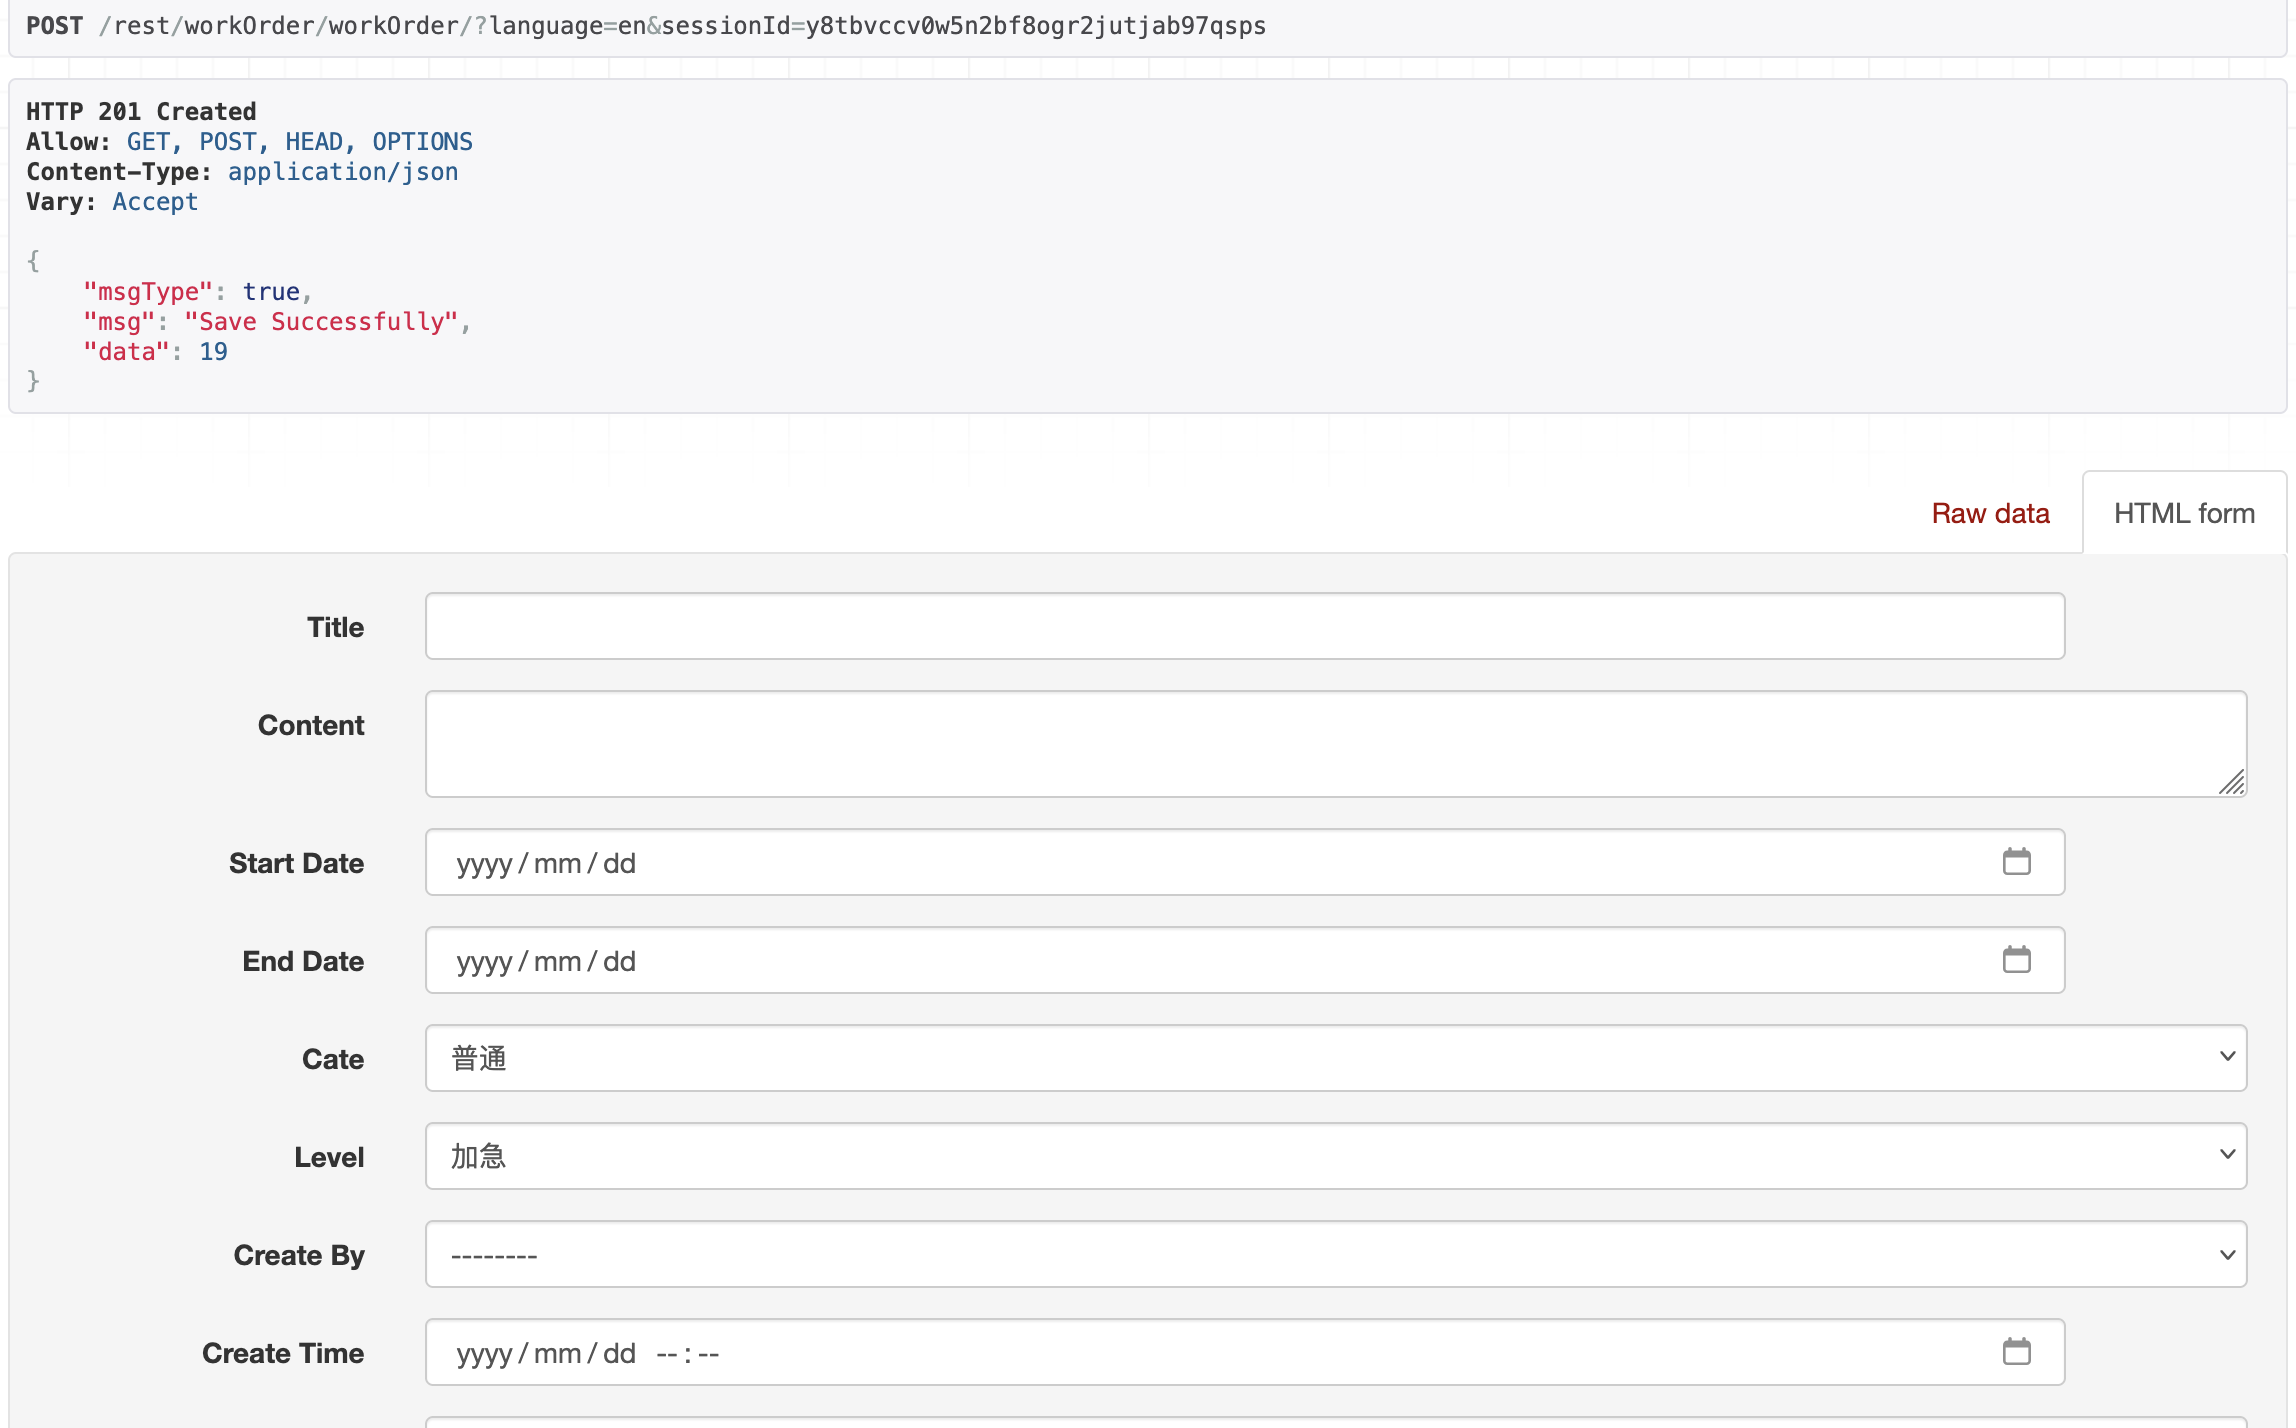 POST /rest/workOrder/workOrder/?language=en&sessionId=y8tbvccv0w5n2bf8ogr2jutjab97qsps
HTTP 201 Created
Allow: GET, POST, HEAD, OPTIONS
Content-Type: application/json
Vary: Accept
{
"msgType": true,
"msg": "Save Successfully",
"data": 19
}
Raw data
HTML form
Title
Content
Start Date
yyyy/mm/dd
End Date
yyyy/mm/dd
Cate
普通
Level
加急
Create By
--------
Create Time
yyyy/mm/dd --:--